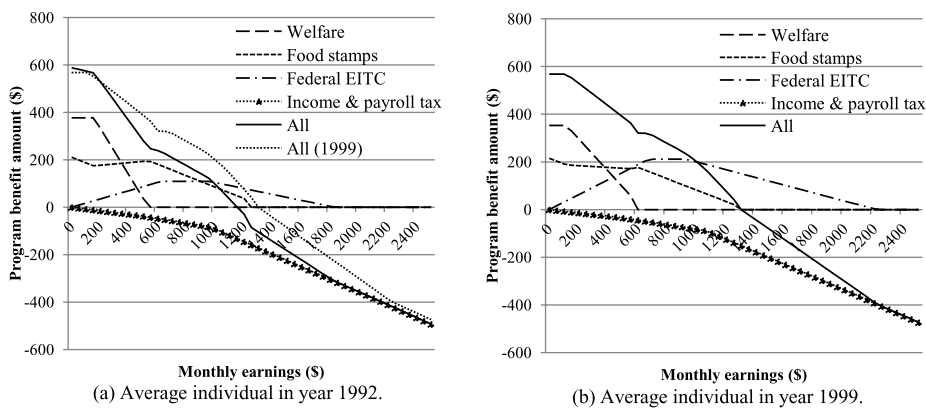 800
600
400
200
0
-200
-400
-600
Program benefit amount ($)
Welfare
Food stamps
Federal EITC
Income & payroll tax
All
All (1999)
0 200 400 600 800 1000 1200 1400 1600 1800 2000 2200 2400
Monthly earnings ($)
(a) Average individual in year 1992.
800
600
400
200
0
-200
-400
-600
Program benefit amount ($)
Welfare
Food stamps
Federal EITC
Income & payroll tax
All
0 200 400 600 800 1000 1200 1400 1600 1800 2000 2200 2400
Monthly earnings ($)
(b) Average individual in year 1999.